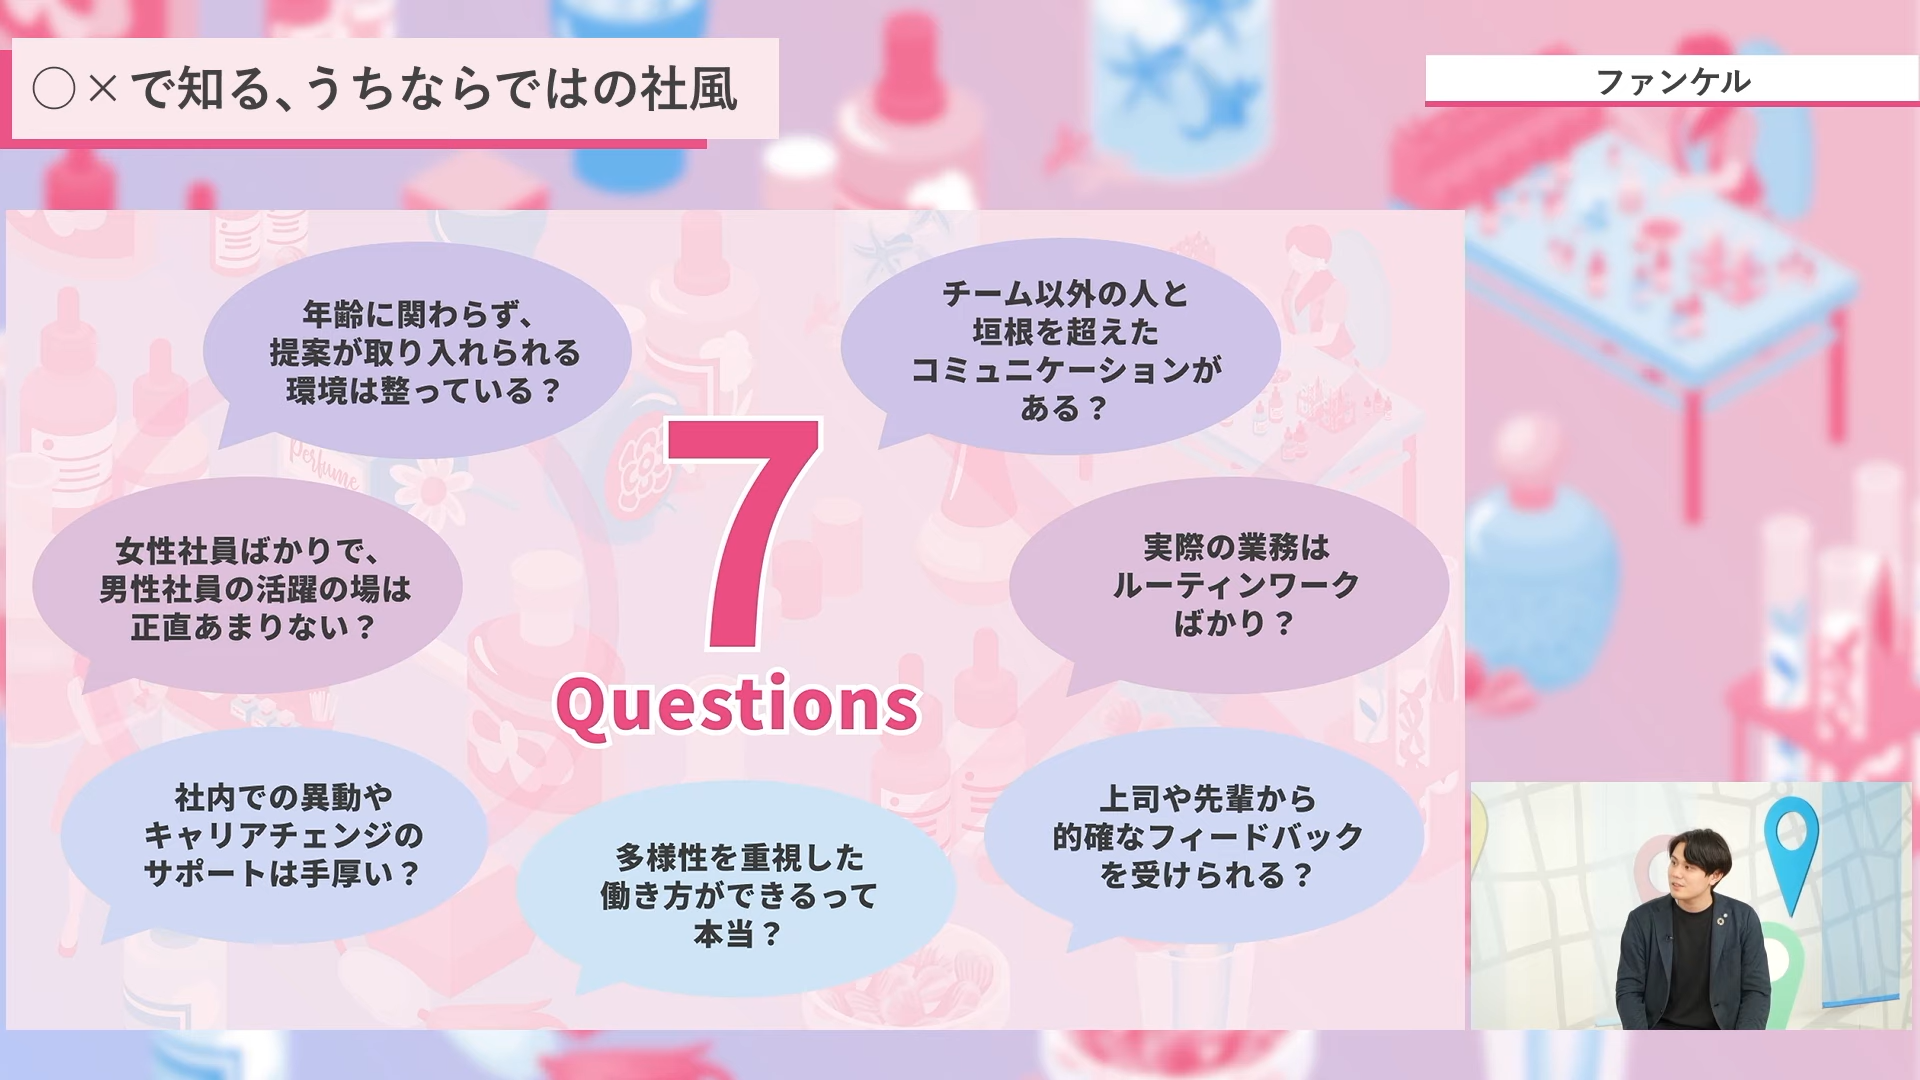 ○×で知る、うちならではの社風
ファンケル
年齢に関わらず、
提案が取り入れられる
環境は整っている？
チーム以外の人と
垣根を超えた
コミュニケーションが
ある？
女性社員ばかりで、
男性社員の活躍の場は
正直あまりない？
7
Questions
実際の業務は
ルーティンワーク
ばかり？
社内での異動や
キャリアチェンジの
サポートは手厚い？
多様性を重視した
働き方ができるって
本当？
上司や先輩から
的確なフィードバック
を受けられる？
Perfume